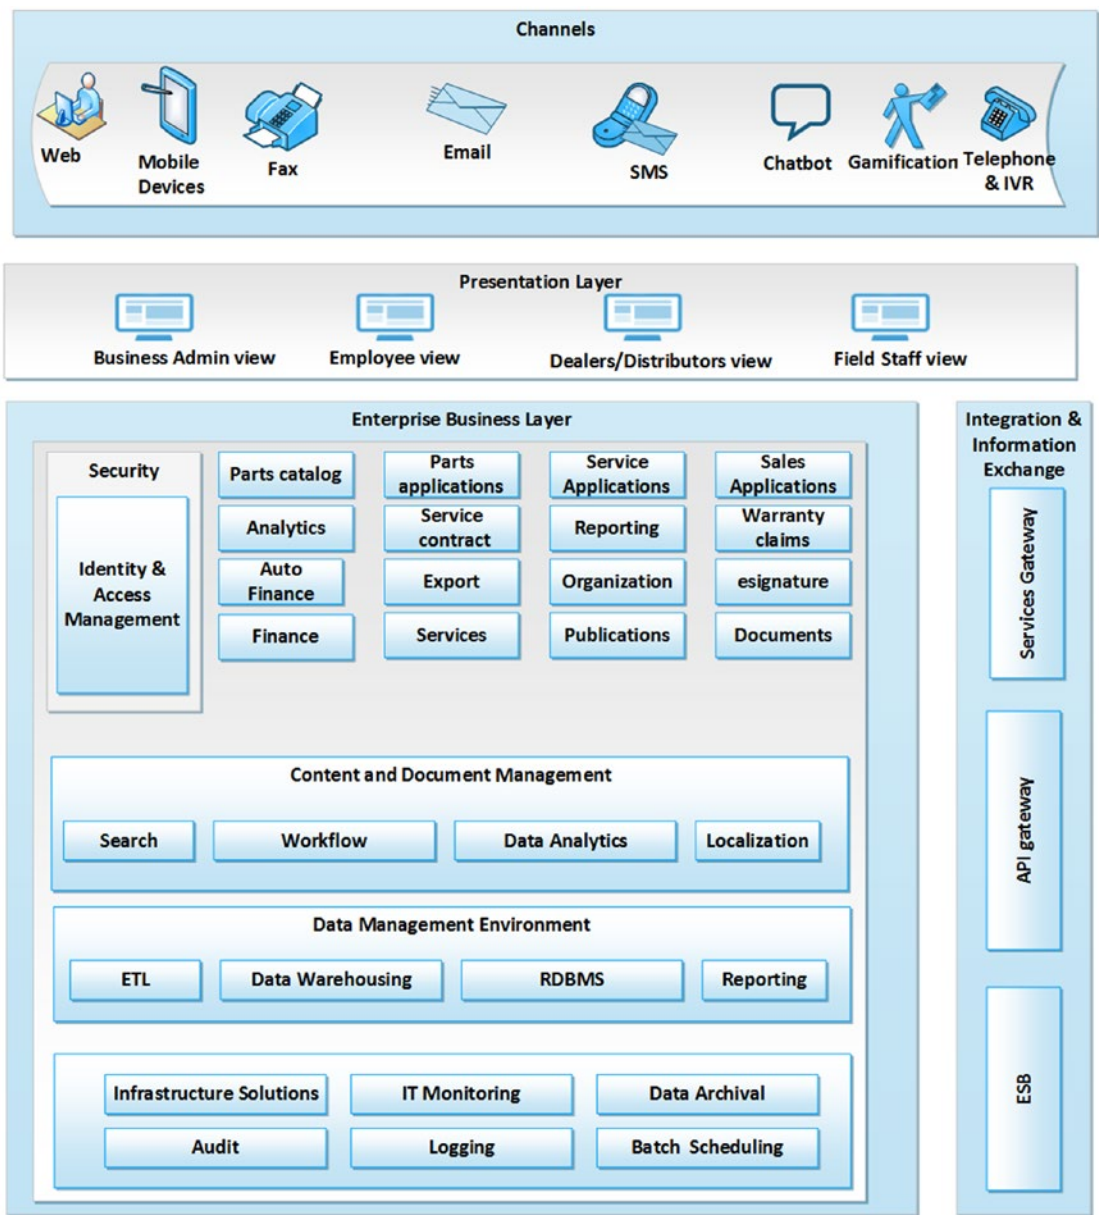 Channels
Web
Mobile
Devices
Fax
Email
SMS
Chatbot
Gamification
Telephone
& IVR
Presentation Layer
Business Admin view
Employee view
Dealers/Distributors view
Field Staff view
Enterprise Business Layer
Security
Identity &
Access
Management
Parts catalog
Parts
applications
Service
Applications
Sales
Applications
Analytics
Service
contract
Reporting
Warranty
claims
Auto
Finance
Export
Organization
esignature
Finance
Services
Publications
Documents
Content and Document Management
Search
Workflow
Data Analytics
Localization
Data Management Environment
ETL
Data Warehousing
RDBMS
Reporting
Infrastructure Solutions
IT Monitoring
Data Archival
Audit
Logging
Batch Scheduling
Integration &
Information
Exchange
Services Gateway
API gateway
ESB